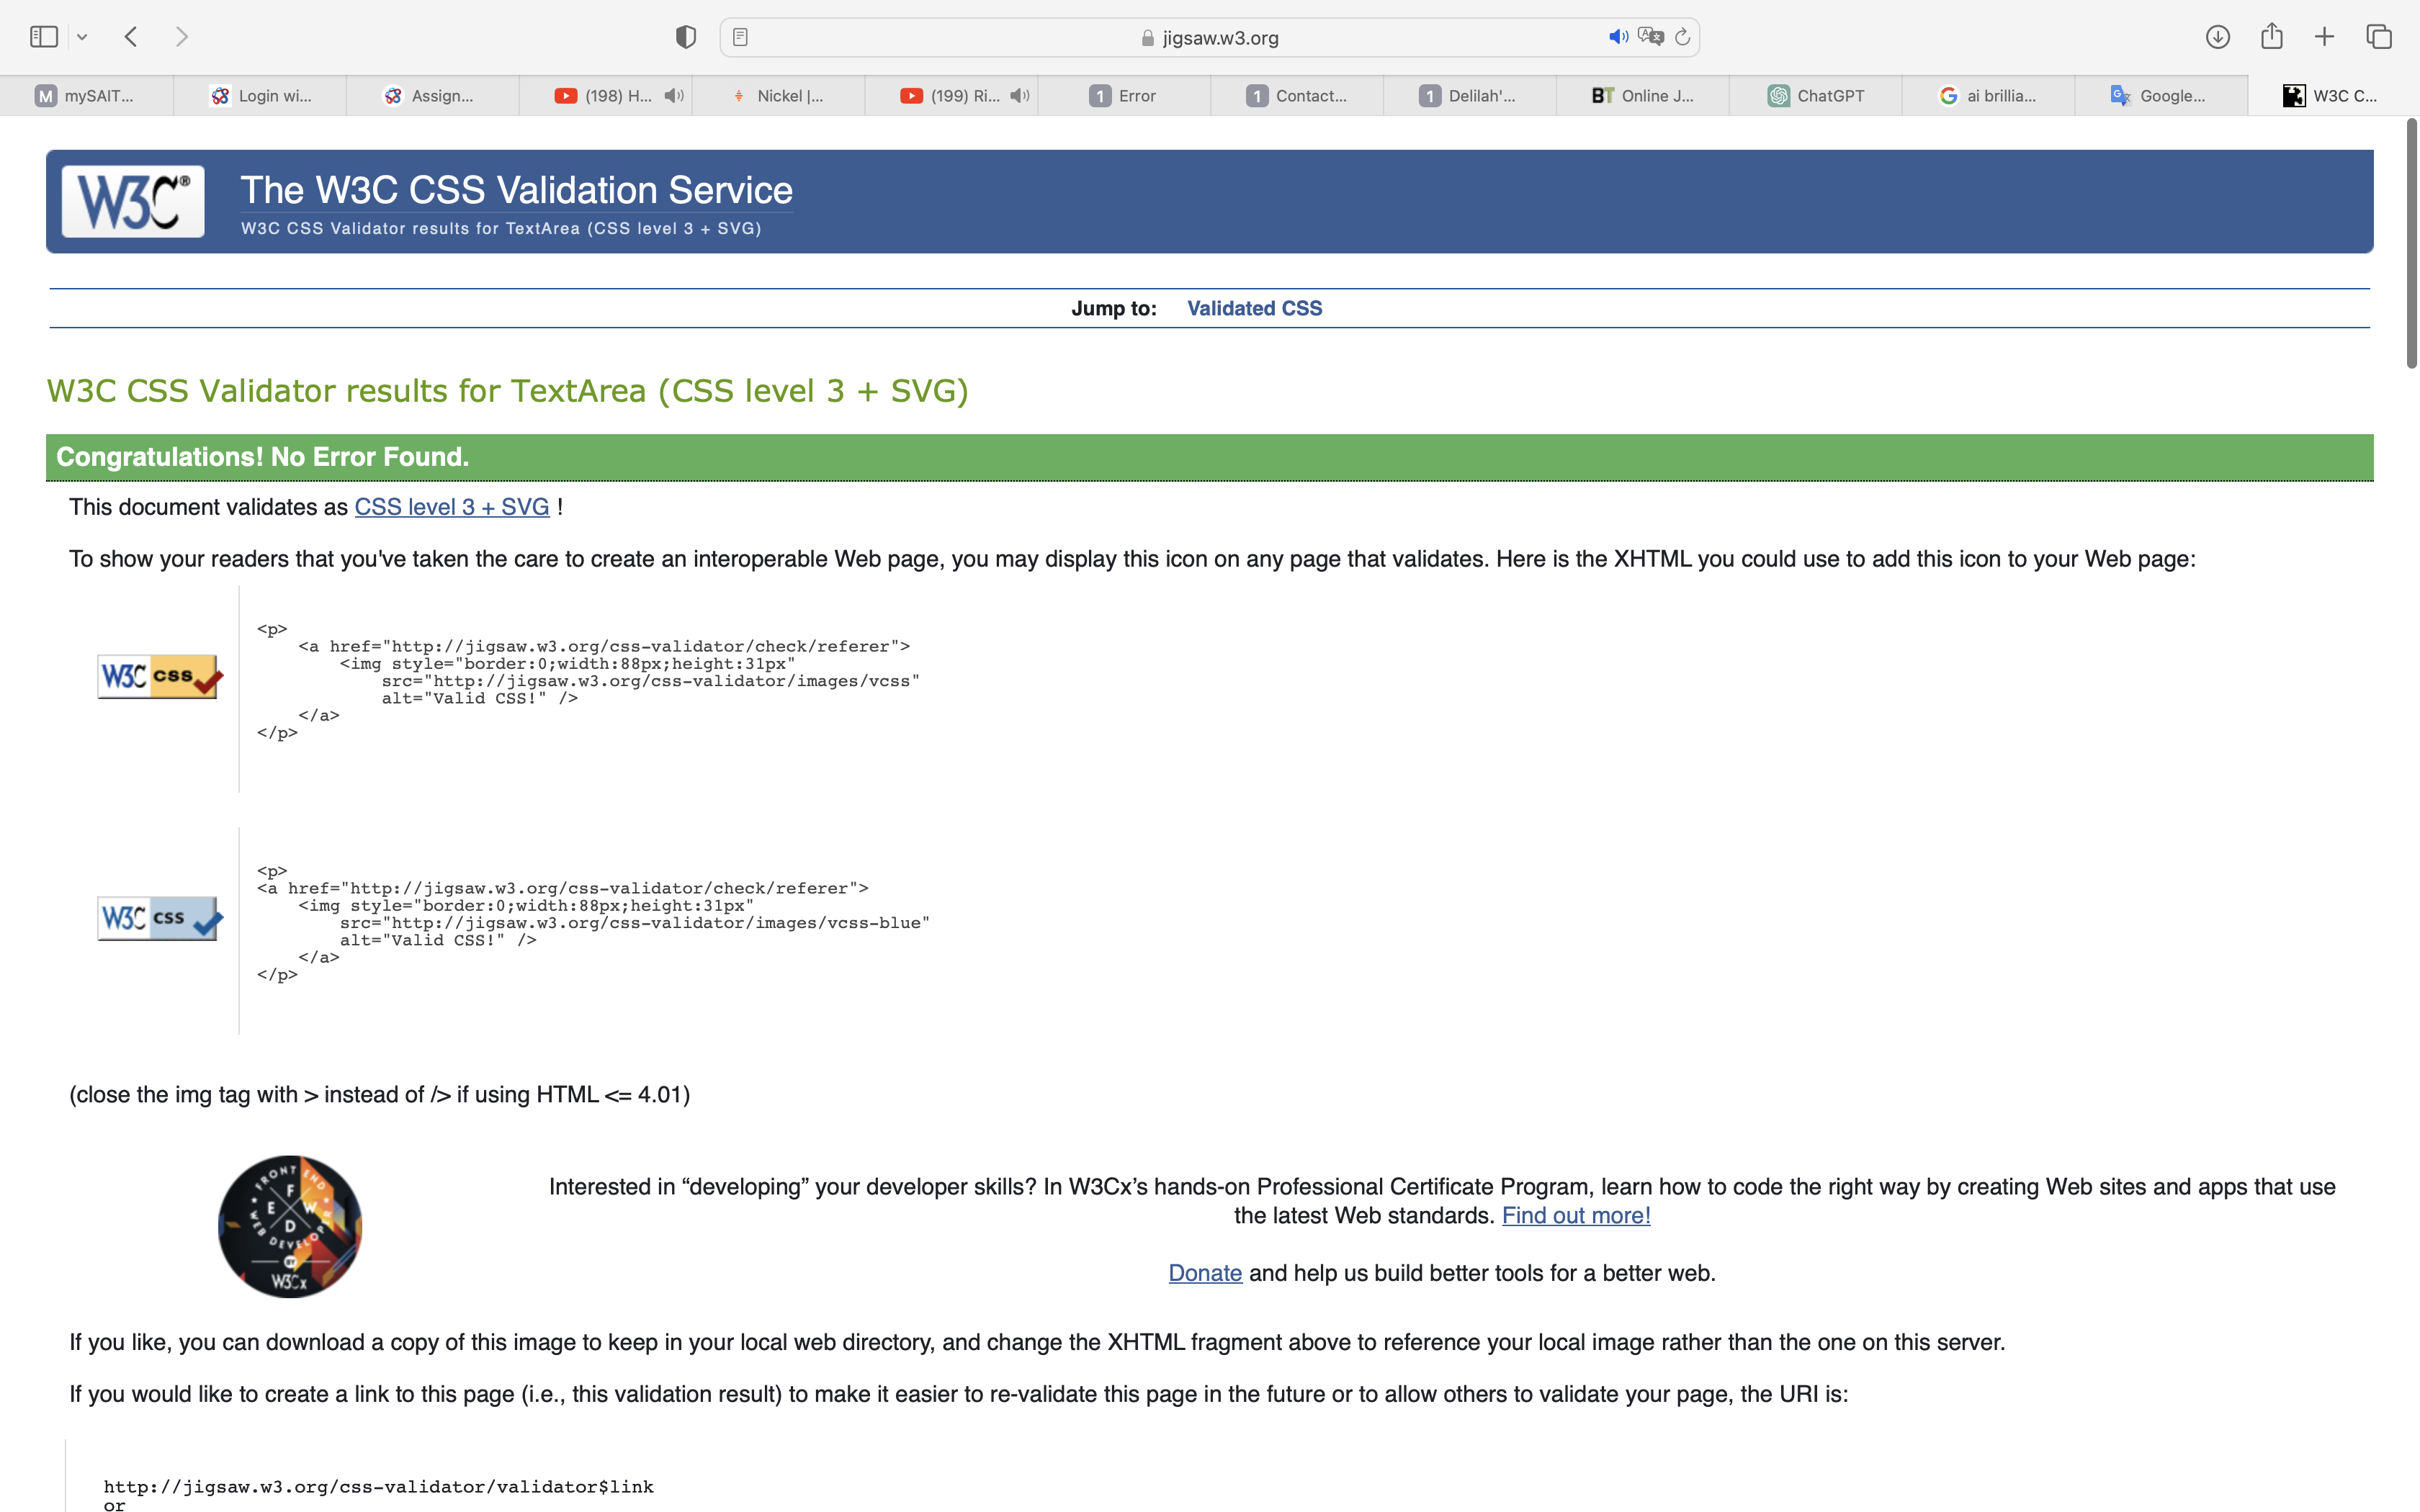 jigsaw.w3.org
M mySAIT...
Login wi...
Assign...
(198) H...
Nickel |...
(199) Ri...
1 Error
1 Contact...
1 Delilah'...
BT Online J...
ChatGPT
G ai brillia...
Google...
W3C C...
W3C®
The W3C CSS Validation Service
W3C CSS Validator results for TextArea (CSS level 3 + SVG)
Jump to: Validated CSS
W3C CSS Validator results for TextArea (CSS level 3 + SVG)
Congratulations! No Error Found.
This document validates as CSS level 3 + SVG !
To show your readers that you've taken the care to create an interoperable Web page, you may display this icon on any page that validates. Here is the XHTML you could use to add this icon to your Web page:
W3C css
<p>
<a href="http://jigsaw.w3.org/css-validator/check/referer">
<img style="border:0;width:88px;height:31px"
src="http://jigsaw.w3.org/css-validator/images/vcss"
alt="Valid CSS!" />
</a>
</p>
W3C css
<p>
<a href="http://jigsaw.w3.org/css-validator/check/referer">
<img style="border:0;width:88px;height:31px"
src="http://jigsaw.w3.org/css-validator/images/vcss-blue"
alt="Valid CSS!" />
</a>
</p>
(close the img tag with > instead of /> if using HTML <= 4.01)
FRONT END
F E W D
WEB DEVELOPER
BY
W3Cx
Interested in “developing” your developer skills? In W3Cx’s hands-on Professional Certificate Program, learn how to code the right way by creating Web sites and apps that use
the latest Web standards. Find out more!
Donate and help us build better tools for a better web.
If you like, you can download a copy of this image to keep in your local web directory, and change the XHTML fragment above to reference your local image rather than the one on this server.
If you would like to create a link to this page (i.e., this validation result) to make it easier to re-validate this page in the future or to allow others to validate your page, the URI is:
http://jigsaw.w3.org/css-validator/validator$link
or